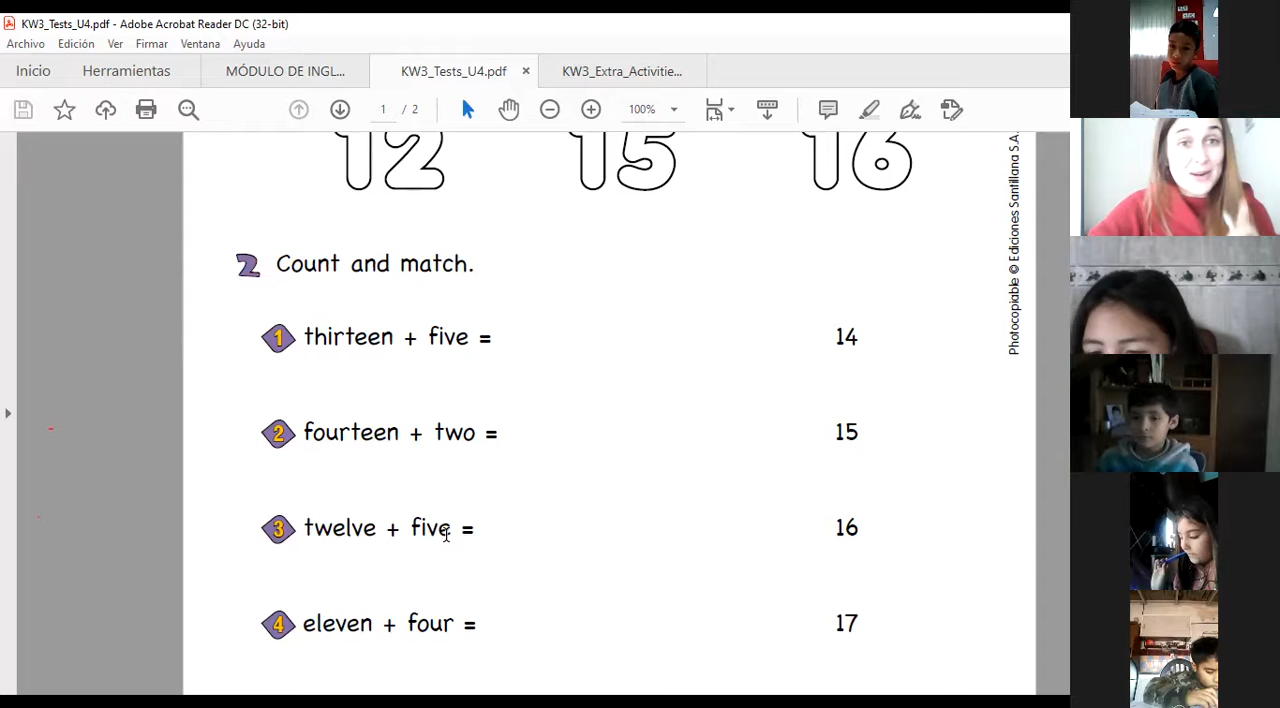 KW3_Tests_U4.pdf - Adobe Acrobat Reader DC (32-bit)
Archivo Edición Ver Firmar Ventana Ayuda
Inicio Herramientas MÓDULO DE INGL... KW3_Tests_U4.pdf × KW3_Extra_Activitie...
1 / 2 100%
12 15 16
Photocopiable © Ediciones Santillana S.A.
2 Count and match.
1 thirteen + five = 14
2 fourteen + two = 15
3 twelve + five = 16
4 eleven + four = 17